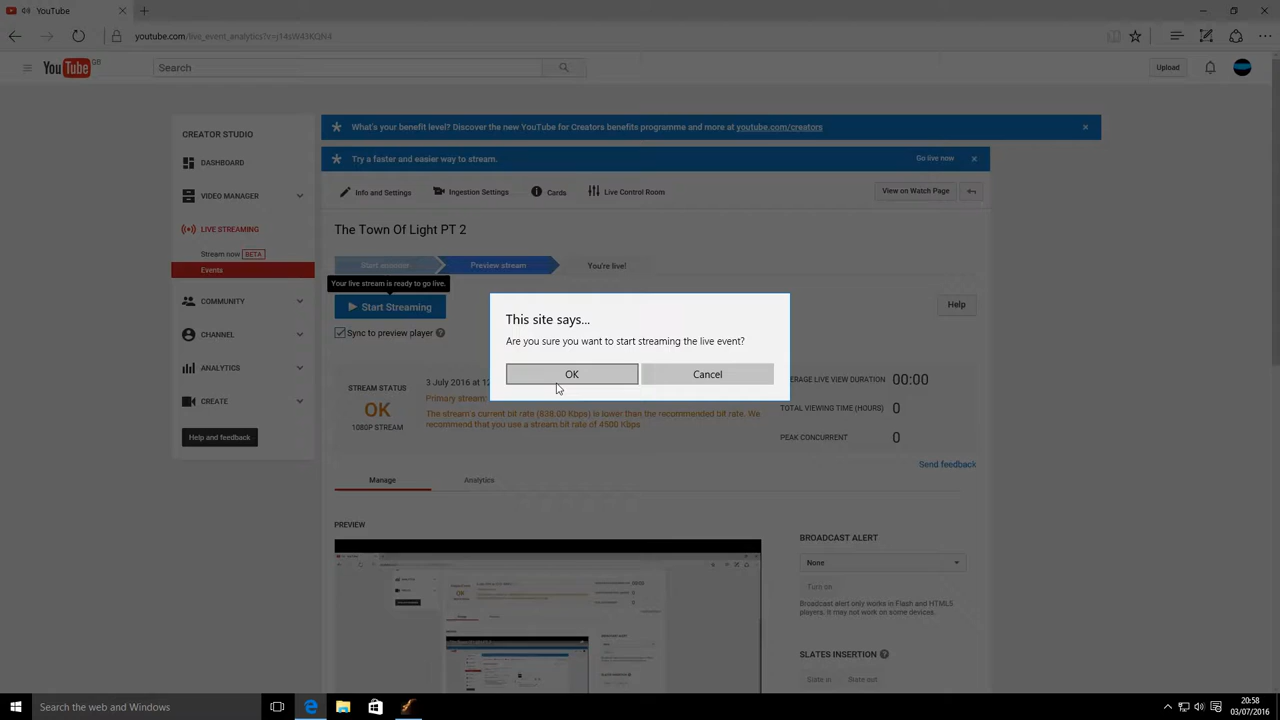 YouTube
youtube.com/live_event_analytics?v=j14sW43KQN4
YouTube GB
Search
Upload
CREATOR STUDIO
DASHBOARD
VIDEO MANAGER
LIVE STREAMING
Stream now BETA
Events
COMMUNITY
CHANNEL
ANALYTICS
CREATE
Help and feedback
What's your benefit level? Discover the new YouTube for Creators benefits programme and more at youtube.com/creators
Try a faster and easier way to stream.
Go live now
Info and Settings
Ingestion Settings
Cards
Live Control Room
View on Watch Page
The Town Of Light PT 2
Preview stream
You're live!
Your live stream is ready to go live.
Start Streaming
Help
Sync to preview player
This site says...
Are you sure you want to start streaming the live event?
OK
Cancel
STREAM STATUS
OK
1080P STREAM
3 July 2016 at 12
Primary stream:
The stream's current bit rate (638.00 Kbps) is lower than the recommended bit rate. We
recommend that you use a stream bit rate of 4500 Kbps
AVERAGE LIVE VIEW DURATION 00:00
TOTAL VIEWING TIME (HOURS) 0
PEAK CONCURRENT 0
Send feedback
Manage
Analytics
PREVIEW
BROADCAST ALERT
None
Turn on
Broadcast alert only works in Flash and HTML5
players. It may not work on some devices.
SLATES INSERTION
Slate in
Slate out
Search the web and Windows
20:58
03/07/2016